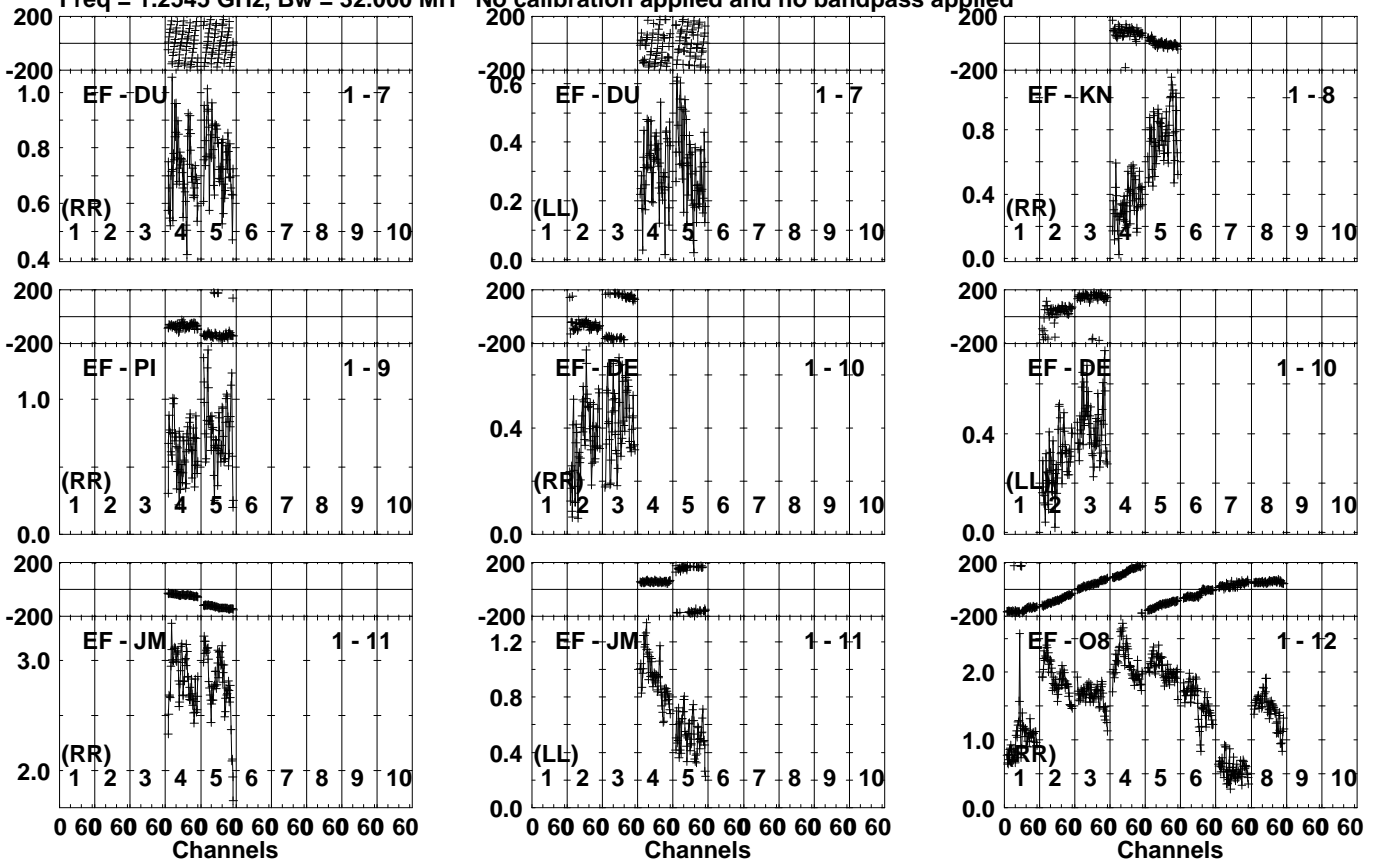 Freq = 1.2545 GHz, Bw = 32.000 MH No calibration applied and no bandpass applied
200
-200
1.0
0.8
0.6
0.4
EF - DU 1 - 7
(RR)
1 2 3 4 5 6 7 8 9 10
200
-200
0.6
0.4
0.2
0.0
EF - DU 1 - 7
(LL)
1 2 3 4 5 6 7 8 9 10
200
-200
0.8
0.4
0.0
EF - KN 1 - 8
(RR)
1 2 3 4 5 6 7 8 9 10
200
-200
1.0
0.0
EF - PI 1 - 9
(RR)
1 2 3 4 5 6 7 8 9 10
200
-200
0.4
0.0
EF - DE 1 - 10
(RR)
1 2 3 4 5 6 7 8 9 10
200
-200
0.4
0.0
EF - DE 1 - 10
(LL)
1 2 3 4 5 6 7 8 9 10
200
-200
3.0
2.0
EF - JM 1 - 11
(RR)
1 2 3 4 5 6 7 8 9 10
0 60 60 60 60 60 60 60 60 60 60
Channels
200
-200
1.2
0.8
0.4
0.0
EF - JM 1 - 11
(LL)
1 2 3 4 5 6 7 8 9 10
0 60 60 60 60 60 60 60 60 60 60
Channels
200
-200
2.0
1.0
0.0
EF - O8 1 - 12
(RR)
1 2 3 4 5 6 7 8 9 10
0 60 60 60 60 60 60 60 60 60 60
Channels